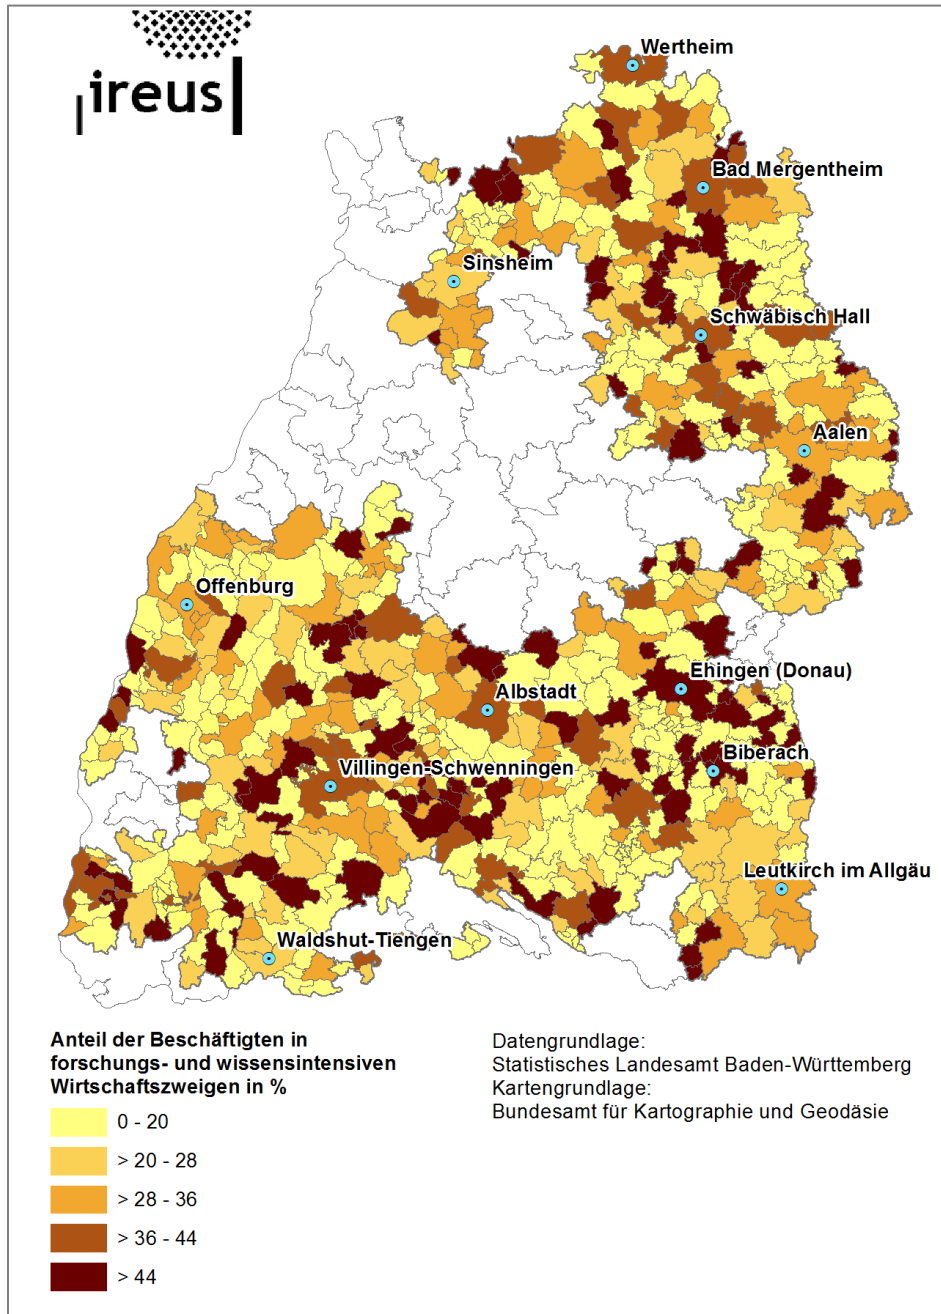 ireus
Wertheim
Bad Mergentheim
Sinsheim
Schwäbisch Hall
Aalen
Offenburg
Ehingen (Donau)
Albstadt
Biberach
Villingen-Schwenningen
Leutkirch im Allgäu
Waldshut-Tiengen
Anteil der Beschäftigten in
forschungs- und wissensintensiven
Wirtschaftszweigen in %
0 - 20
> 20 - 28
> 28 - 36
> 36 - 44
> 44
Datengrundlage:
Statistisches Landesamt Baden-Württemberg
Kartengrundlage:
Bundesamt für Kartographie und Geodäsie